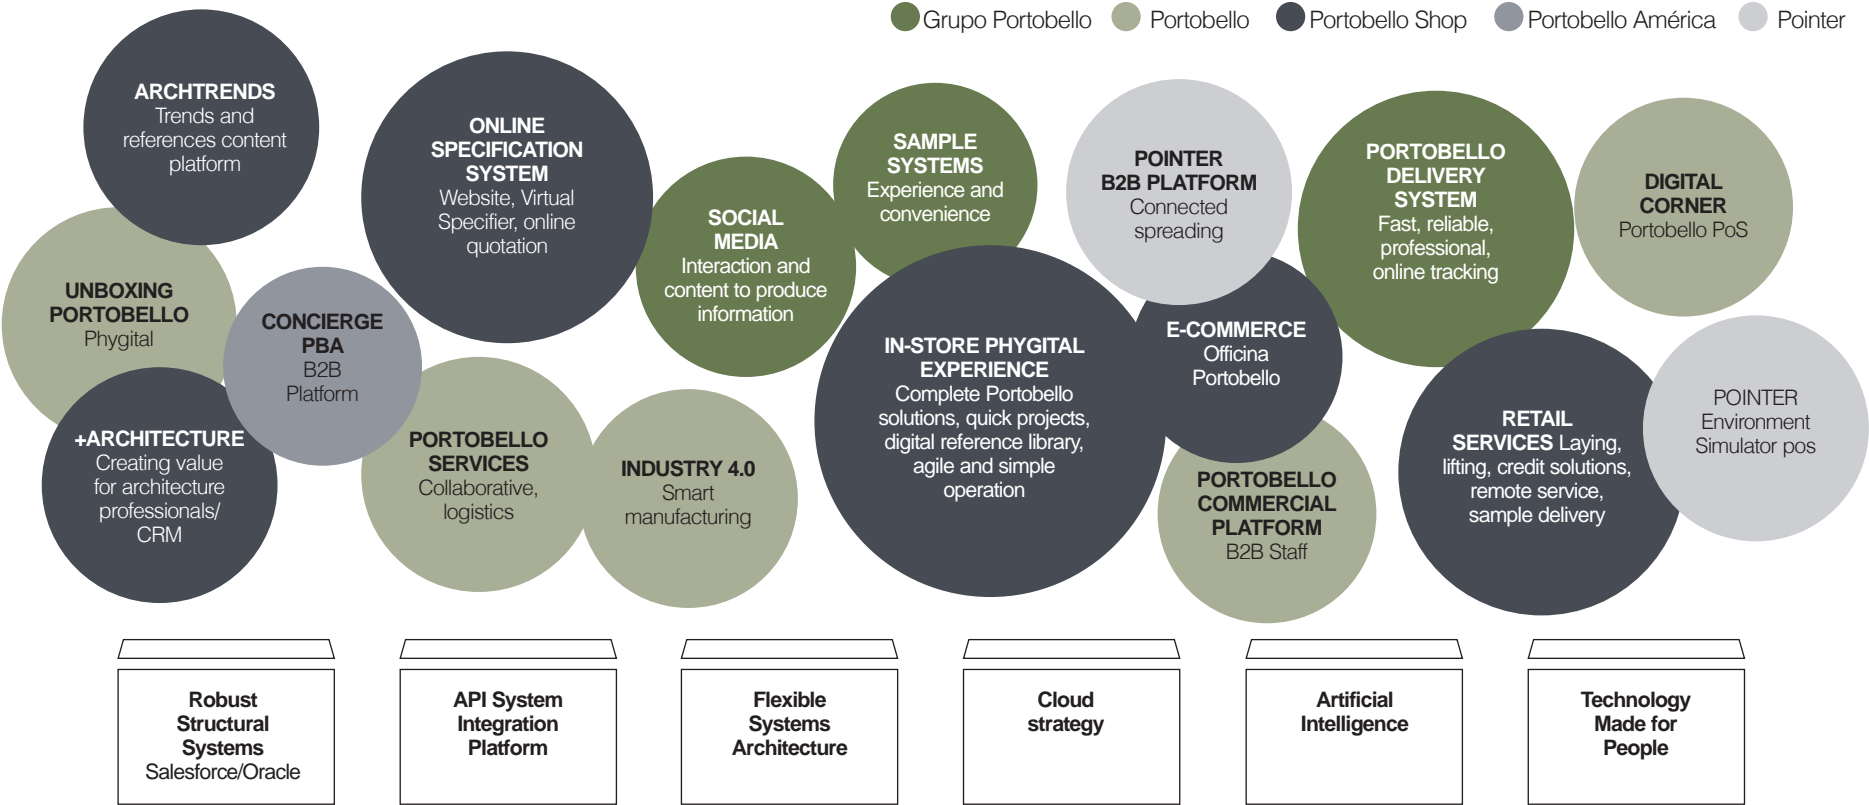 Grupo Portobello
Portobello
Portobello Shop
Portobello América
Pointer
ARCHTRENDS
Trends and
references content
platform
ONLINE
SPECIFICATION
SYSTEM
Website, Virtual
Specifier, online
quotation
SOCIAL
MEDIA
Interaction and
content to produce
information
SAMPLE
SYSTEMS
Experience and
convenience
POINTER
B2B PLATFORM
Connected
spreading
PORTOBELLO
DELIVERY
SYSTEM
Fast, reliable,
professional,
online tracking
DIGITAL
CORNER
Portobello PoS
UNBOXING
PORTOBELLO
Phygital
CONCIERGE
PBA
B2B
Platform
IN-STORE PHYGITAL
EXPERIENCE
Complete Portobello
solutions, quick projects,
digital reference library,
agile and simple
operation
E-COMMERCE
Officina
Portobello
+ARCHITECTURE
Creating value
for architecture
professionals/
CRM
PORTOBELLO
SERVICES
Collaborative,
logistics
INDUSTRY 4.0
Smart
manufacturing
PORTOBELLO
COMMERCIAL
PLATFORM
B2B Staff
RETAIL
SERVICES Laying,
lifting, credit solutions,
remote service,
sample delivery
POINTER
Environment
Simulator pos
Robust
Structural
Systems
Salesforce/Oracle
API System
Integration
Platform
Flexible
Systems
Architecture
Cloud
strategy
Artificial
Intelligence
Technology
Made for
People